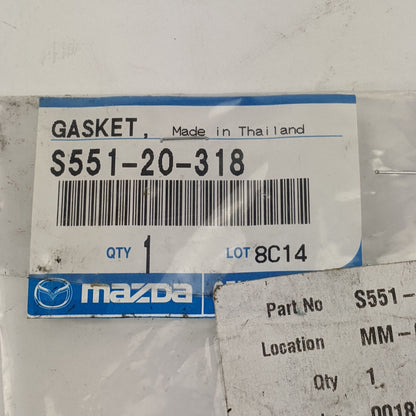 GASKET, Made in Thailand
S551-20-318
QTY 1 LOT 8C14
mazda
Part No S551-
Location MM-
Qty 1
0018